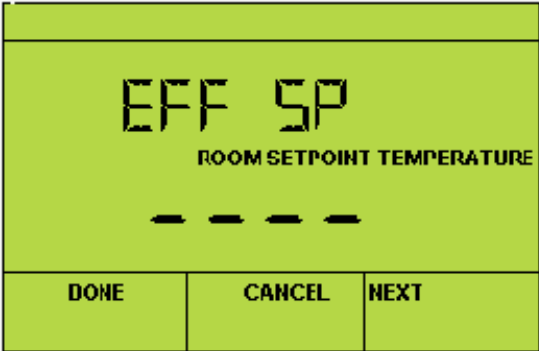 EFF SP
ROOM SETPOINT TEMPERATURE
- - - -
DONE CANCEL NEXT